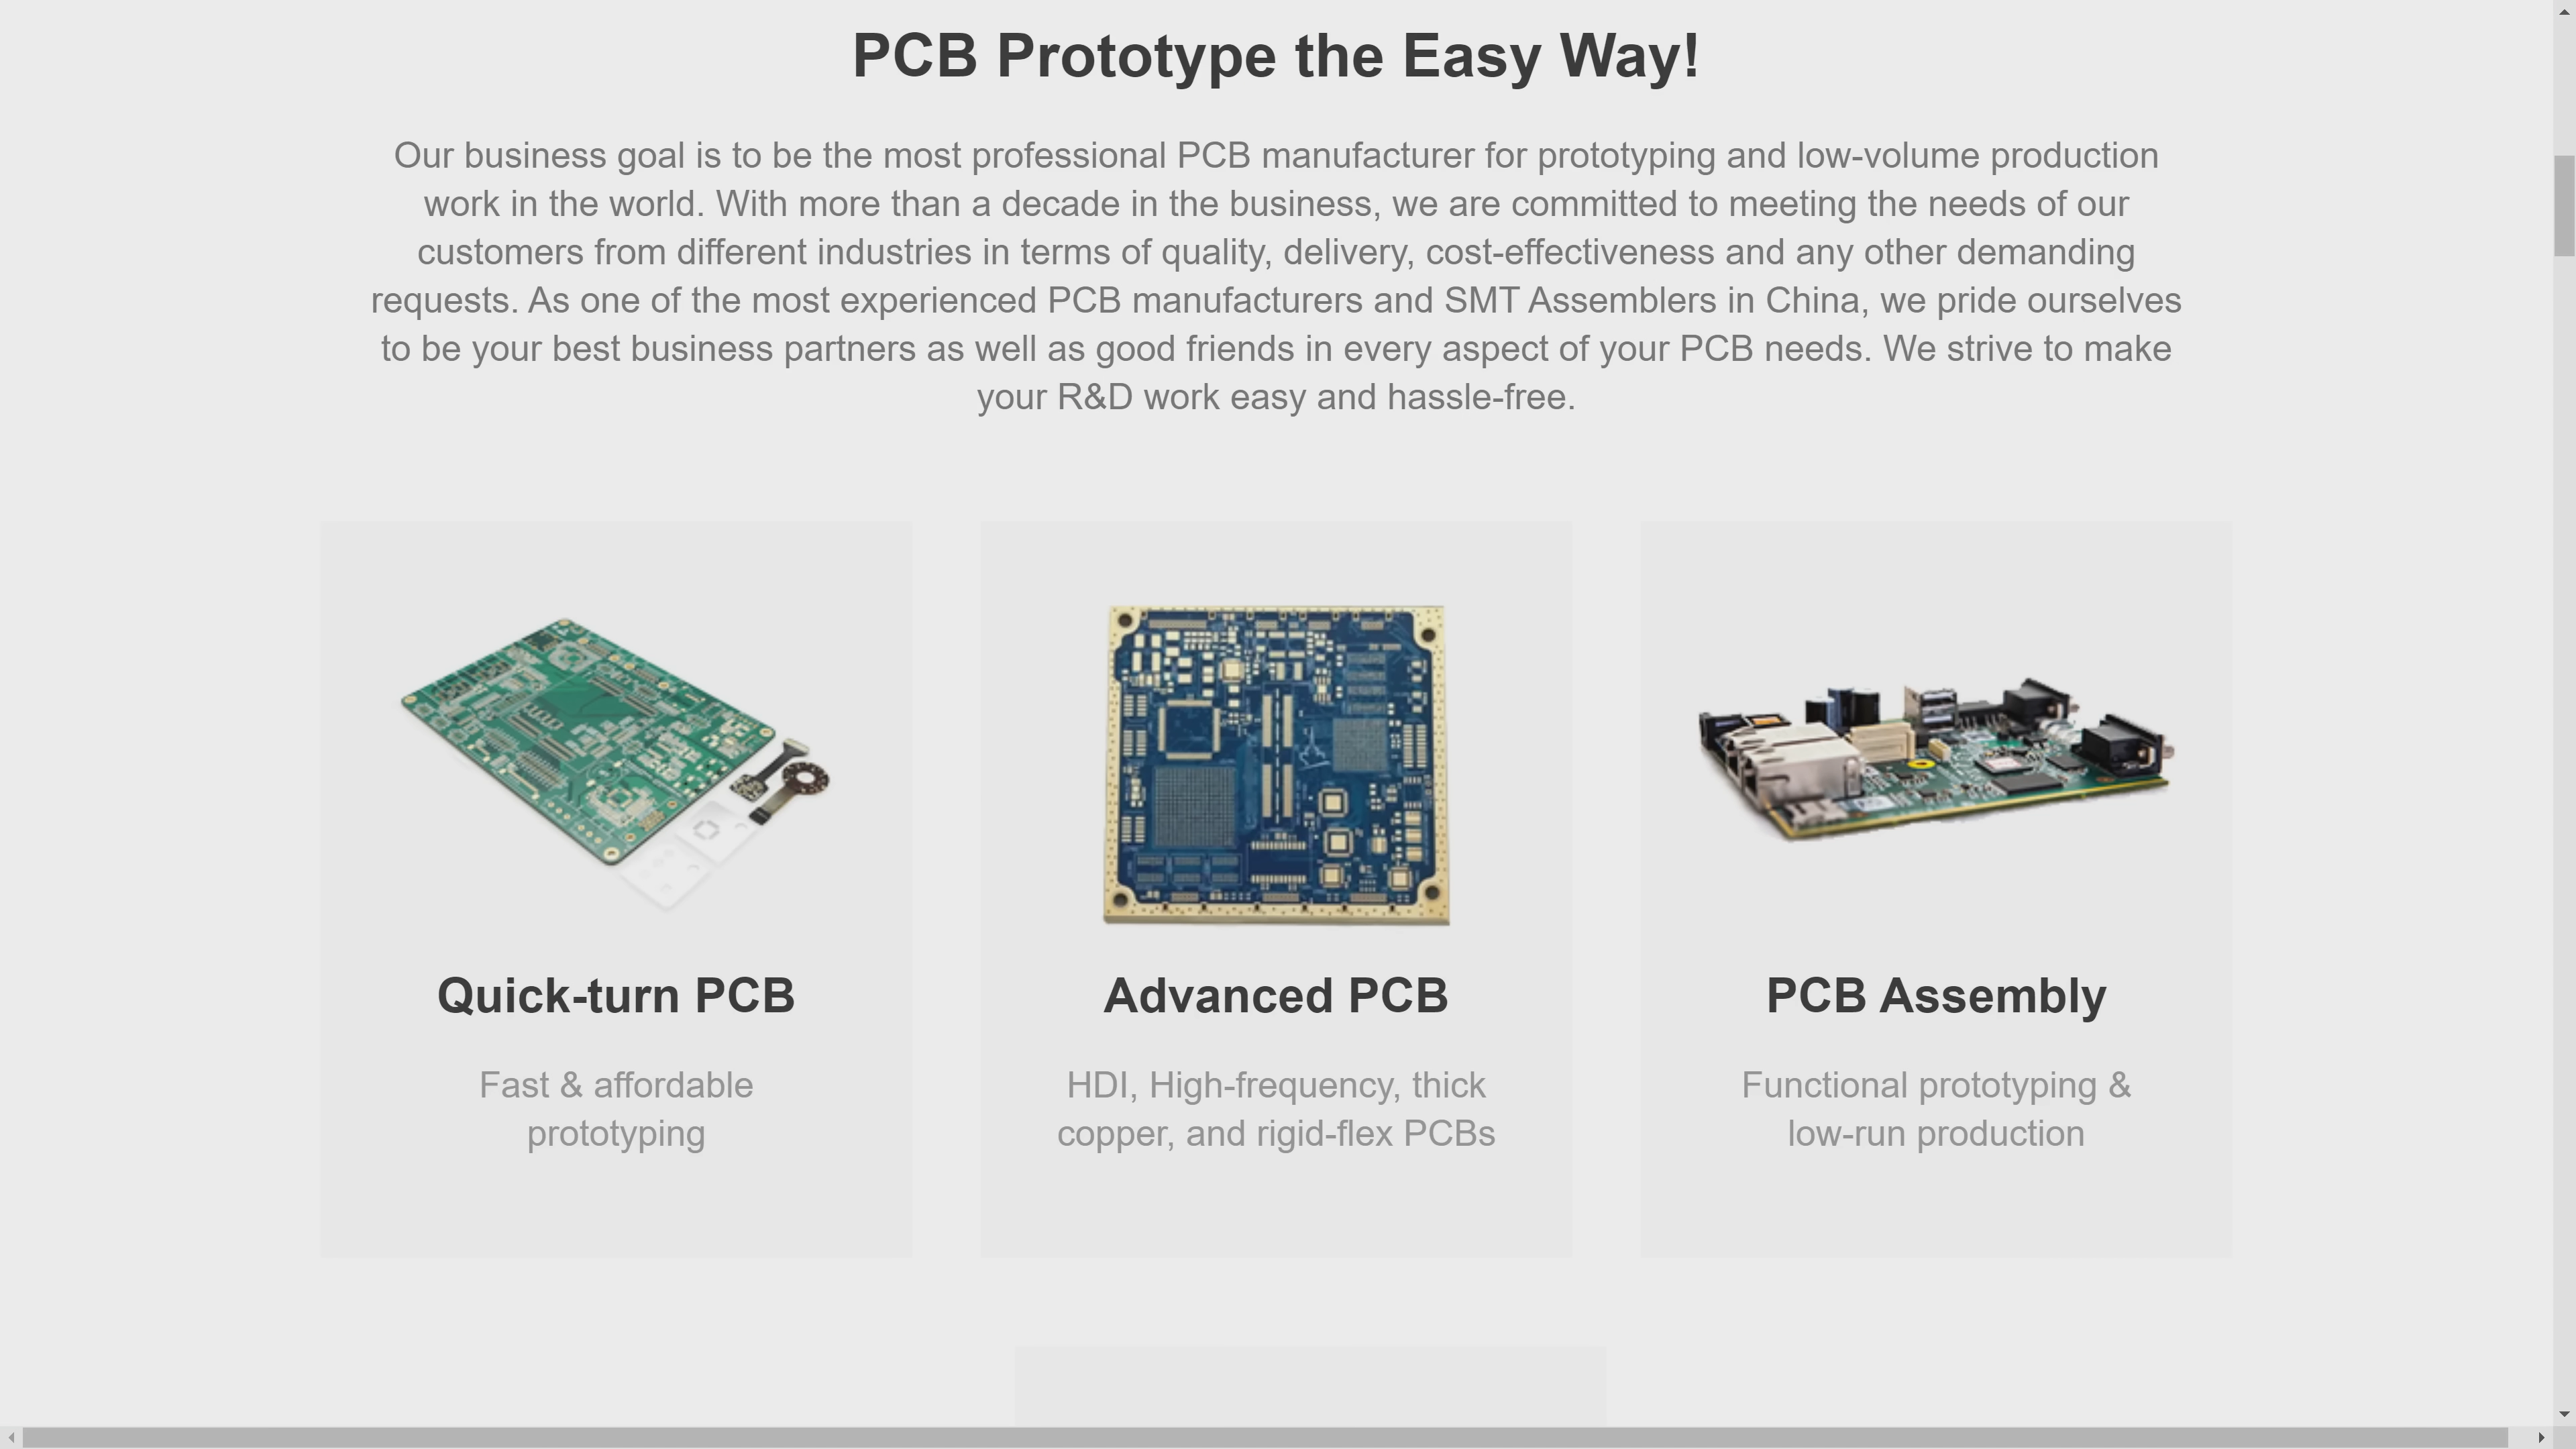 PCB Prototype the Easy Way!
Our business goal is to be the most professional PCB manufacturer for prototyping and low-volume production
work in the world. With more than a decade in the business, we are committed to meeting the needs of our
customers from different industries in terms of quality, delivery, cost-effectiveness and any other demanding
requests. As one of the most experienced PCB manufacturers and SMT Assemblers in China, we pride ourselves
to be your best business partners as well as good friends in every aspect of your PCB needs. We strive to make
your R&D work easy and hassle-free.
Quick-turn PCB
Fast & affordable
prototyping
Advanced PCB
HDI, High-frequency, thick
copper, and rigid-flex PCBs
PCB Assembly
Functional prototyping &
low-run production